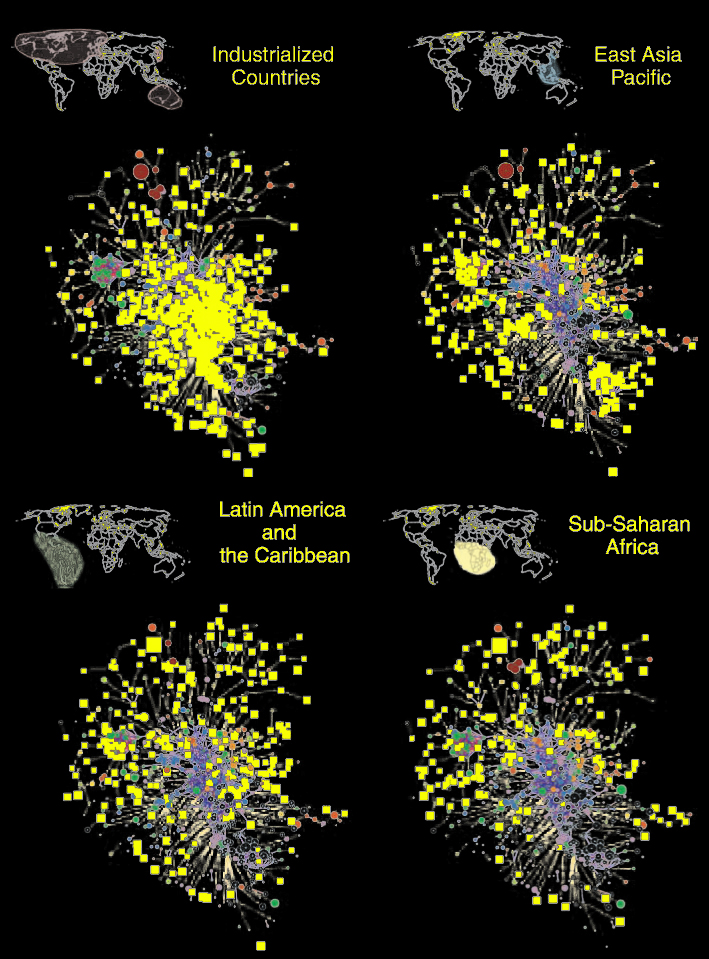 Industrialized
Countries
East Asia
Pacific
Latin America
and
the Caribbean
Sub-Saharan
Africa